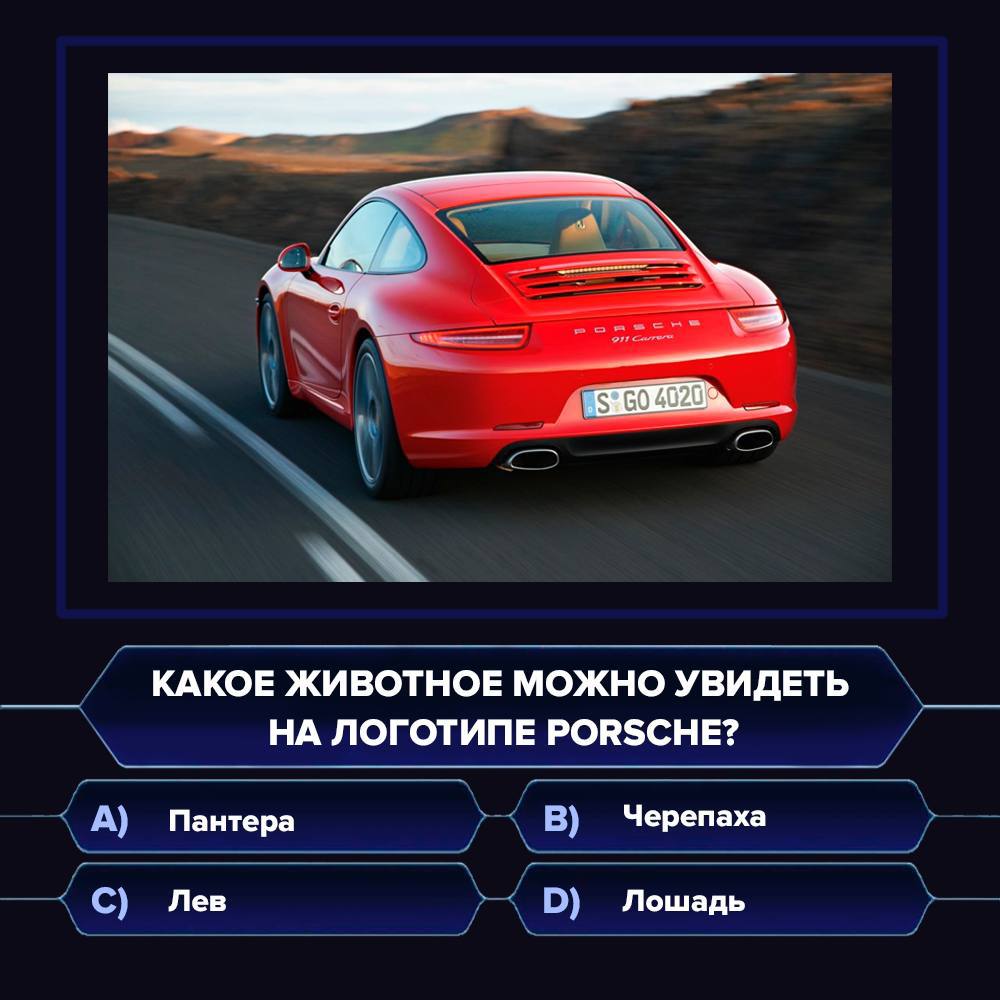 PORSCHE
911 Carrera
S GO 4020
КАКОЕ ЖИВОТНОЕ МОЖНО УВИДЕТЬ
НА ЛОГОТИПЕ PORSCHE?
A) Пантера
B) Черепаха
C) Лев
D) Лошадь